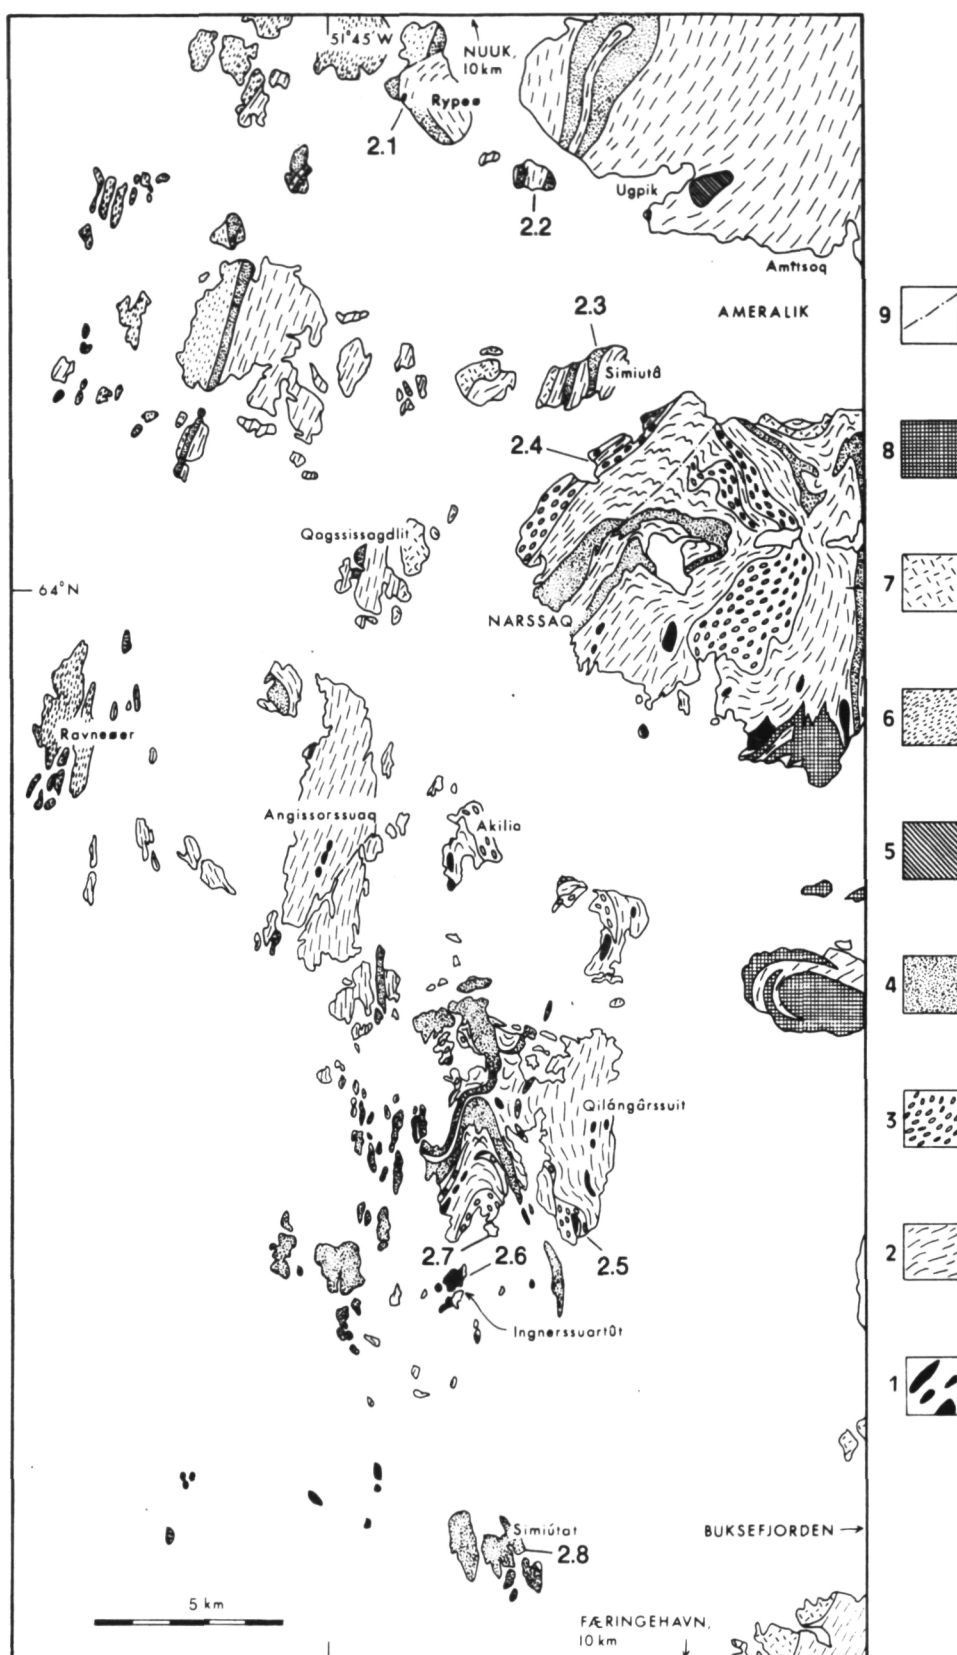 51°45'W
NUUK,
10 km
Rypeø
2.1
2.2
Ugpik
Amîtsoq
AMERALIK
9
2.3
Simiutâ
2.4
8
Qagssissagdlit
64°N
7
NARSSAQ
6
Ravneøer
Angissorssuaq
Akilia
5
4
Qilángârssuit
3
2
2.7
2.6
2.5
Ingnerssuartût
1
Simiútat
2.8
BUKSEFJORDEN
5 km
FÆRINGEHAVN,
10 km